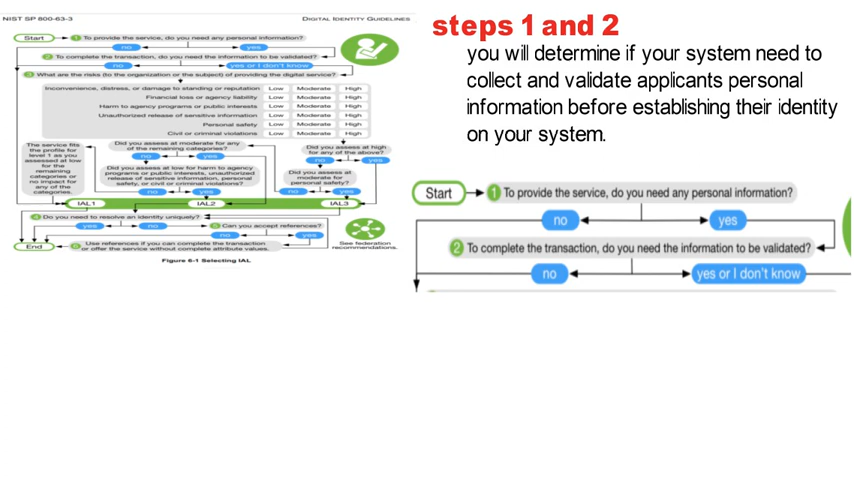 NIST SP 800-63-3
DIGITAL IDENTITY GUIDELINES
Start
1 To provide the service, do you need any personal information?
no
yes
2 To complete the transaction, do you need the information to be validated?
no
yes or I don't know
3 What are the risks (to the organization or the subject) of providing the digital service?
Inconvenience, distress, or damage to standing or reputation Low Moderate High
Financial loss or agency liability Low Moderate High
Harm to agency programs or public interests Low Moderate High
Unauthorized release of sensitive information Low Moderate High
Personal safety Low Moderate High
Civil or criminal violations Low Moderate High
The service fits
the profile for
level 1 as you
assessed at low
for the
remaining
categories or
no impact for
any of the
categories.
Did you assess at moderate for any
of the remaining categories?
no
yes
Did you assess at low for harm to agency
programs or public interests, unauthorized
release of sensitive information, personal
safety, or civil or criminal violations?
no
yes
Did you assess at high
for any of the above?
no
yes
Did you assess at
moderate for
personal safety?
no
yes
IAL1
IAL2
IAL3
4 Do you need to resolve an identity uniquely?
yes
no
5 Can you accept references?
no
yes
End
6 Use references if you can complete the transaction
or offer the service without complete attribute values.
See federation
recommendations.
Figure 6-1 Selecting IAL
steps 1 and 2
you will determine if your system need to
collect and validate applicants personal
information before establishing their identity
on your system.
Start
1 To provide the service, do you need any personal information?
no
yes
2 To complete the transaction, do you need the information to be validated?
no
yes or I don't know